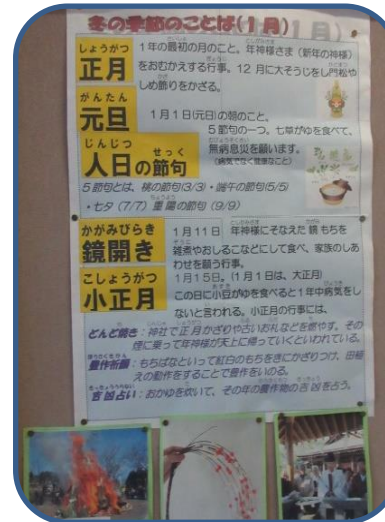 冬の季節のことば(1月)
しょうがつ
正月
1年の最初の月のこと。年神様さま(新年の神様)
をおむかえする行事。12月に大そうじをし門松や
しめ飾りをかざる。
がんたん
元旦
1月1日(元日)の朝のこと。
じんじつ せっく
人日の節句
5節句の一つ。七草がゆを食べて、
無病息災を願います。
(病気でなく健康なこと)
5節句とは、桃の節句(3/3)・端午の節句(5/5)
・七夕(7/7) 重陽の節句(9/9)
かがみびらき
鏡開き
1月11日 年神様にそなえた鏡もちを
雑煮やおしるこなどにして食べ、家族のしあ
わせを願う行事。
こしょうがつ
小正月
1月15日。(1月1日は、大正月)
この日に小豆がゆを食べると1年中病気をし
ないと言われる。小正月の行事には、
どんど焼き:神社で正月かざりや古いお札などを燃やす。その
煙に乗って年神様が天に帰っていくといわれている。
豊作祈願:もちばなといって紅白のもちをきにかざりつけ、田植
えの動作をすることで豊作をいのる。
吉凶占い:おかゆを炊いて、その年の農作物の吉凶を占う。